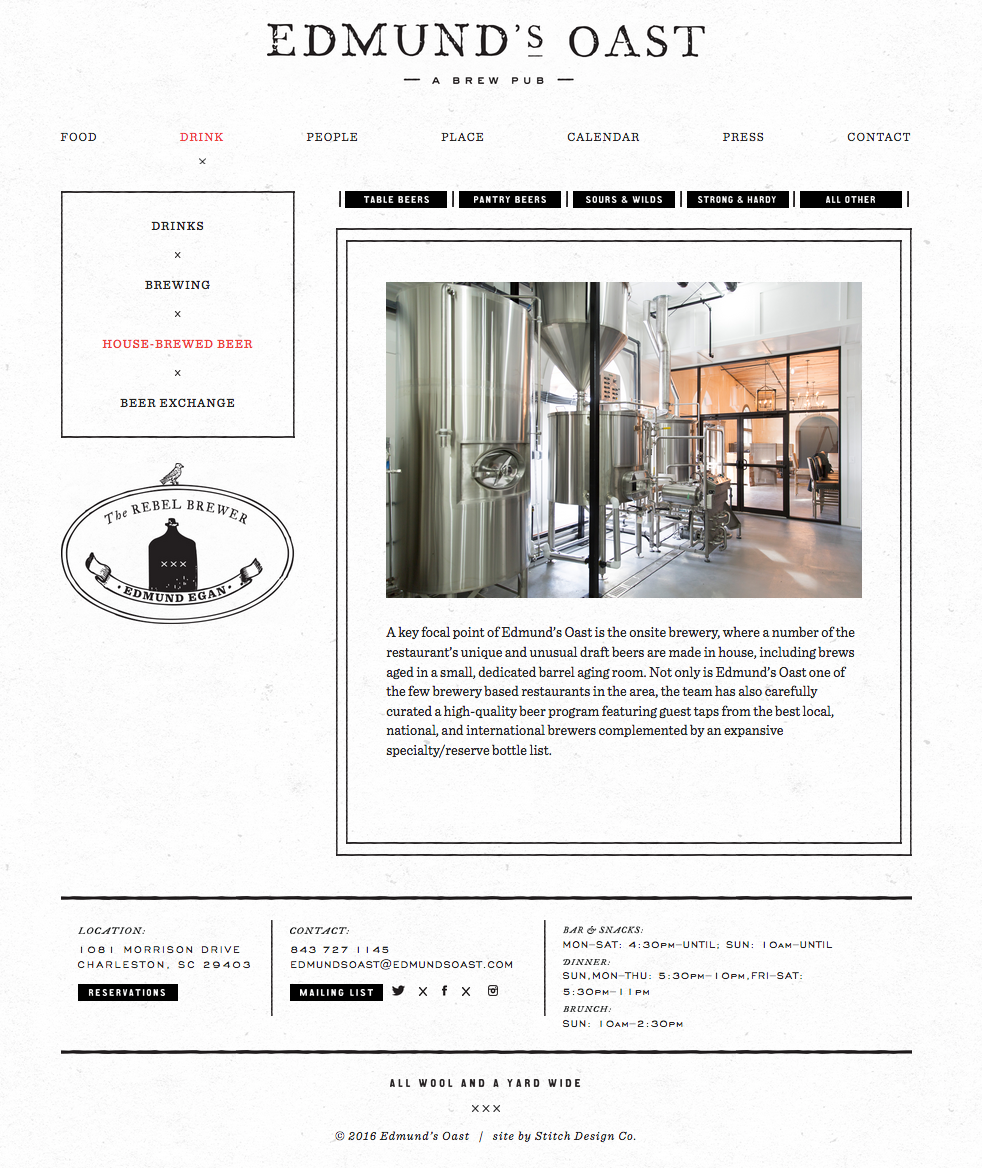 EDMUND'S OAST
— A BREW PUB —
FOOD DRINK PEOPLE PLACE CALENDAR PRESS CONTACT
x
DRINKS
x
BREWING
x
HOUSE-BREWED BEER
x
BEER EXCHANGE
The REBEL BREWER
XXX
· EDMUND EGAN ·
| TABLE BEERS | PANTRY BEERS | SOURS & WILDS | STRONG & HARDY | ALL OTHER |
A key focal point of Edmund's Oast is the onsite brewery, where a number of the
restaurant's unique and unusual draft beers are made in house, including brews
aged in a small, dedicated barrel aging room. Not only is Edmund's Oast one of
the few brewery based restaurants in the area, the team has also carefully
curated a high-quality beer program featuring guest taps from the best local,
national, and international brewers complemented by an expansive
specialty/reserve bottle list.
LOCATION:
1081 MORRISON DRIVE
CHARLESTON, SC 29403
RESERVATIONS
CONTACT:
843 727 1145
EDMUNDSOAST@EDMUNDSOAST.COM
MAILING LIST X f X
BAR & SNACKS:
MON–SAT: 4:30PM–UNTIL; SUN: 10AM–UNTIL
DINNER:
SUN,MON–THU: 5:30PM–10PM,FRI–SAT:
5:30PM–11PM
BRUNCH:
SUN: 10AM–2:30PM
ALL WOOL AND A YARD WIDE
XXX
© 2016 Edmund's Oast / site by Stitch Design Co.